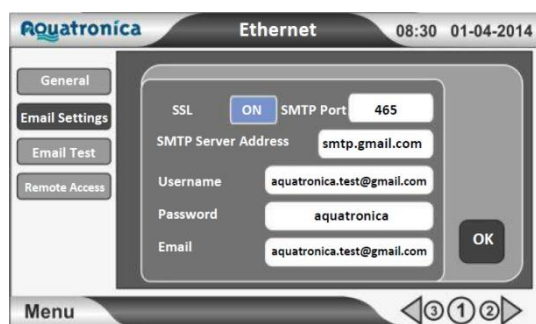 Aquatronica Ethernet 08:30 01-04-2014
General
Email Settings
Email Test
Remote Access
SSL ON SMTP Port 465
SMTP Server Address smtp.gmail.com
Username aquatronica.test@gmail.com
Password aquatronica
Email aquatronica.test@gmail.com
OK
Menu 3 1 2